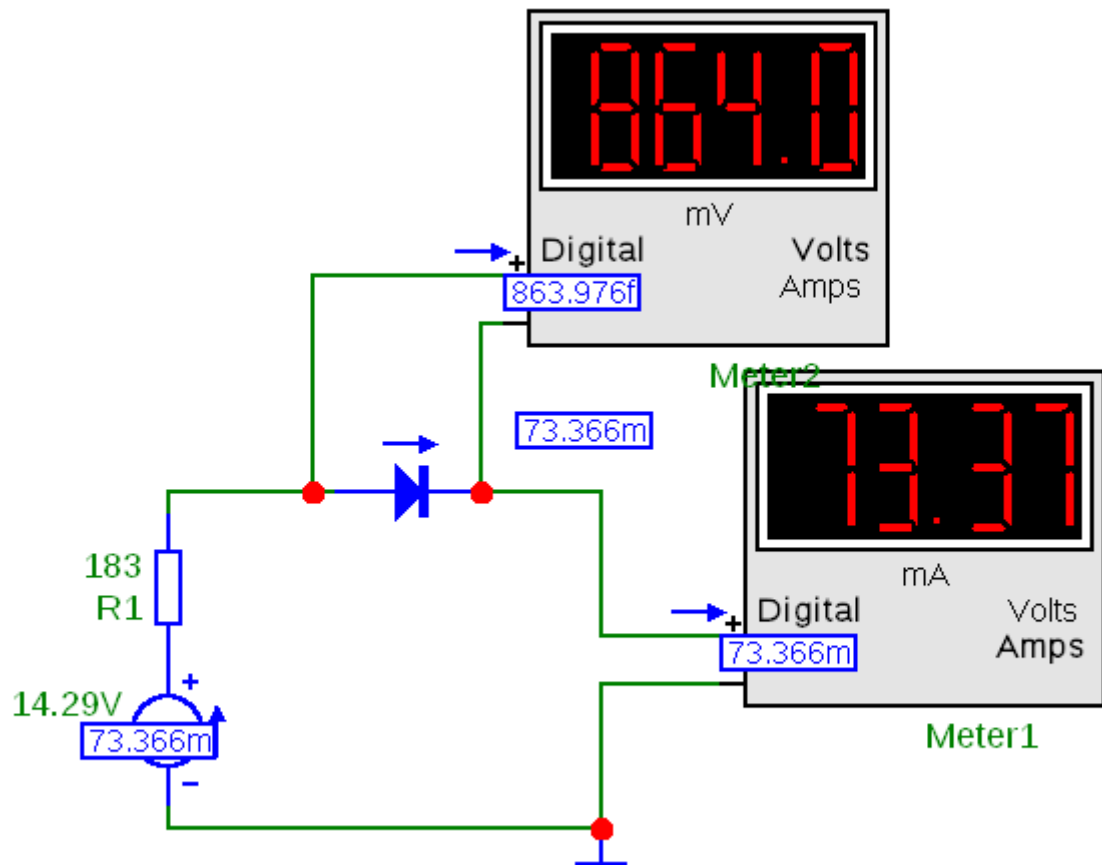 864.0
mV
Digital Volts
+
863.976f
Amps
Meter2
73.366m
73.37
mA
183
R1
Digital Volts
+
73.366m
Amps
14.29V
+
73.366m
-
Meter1